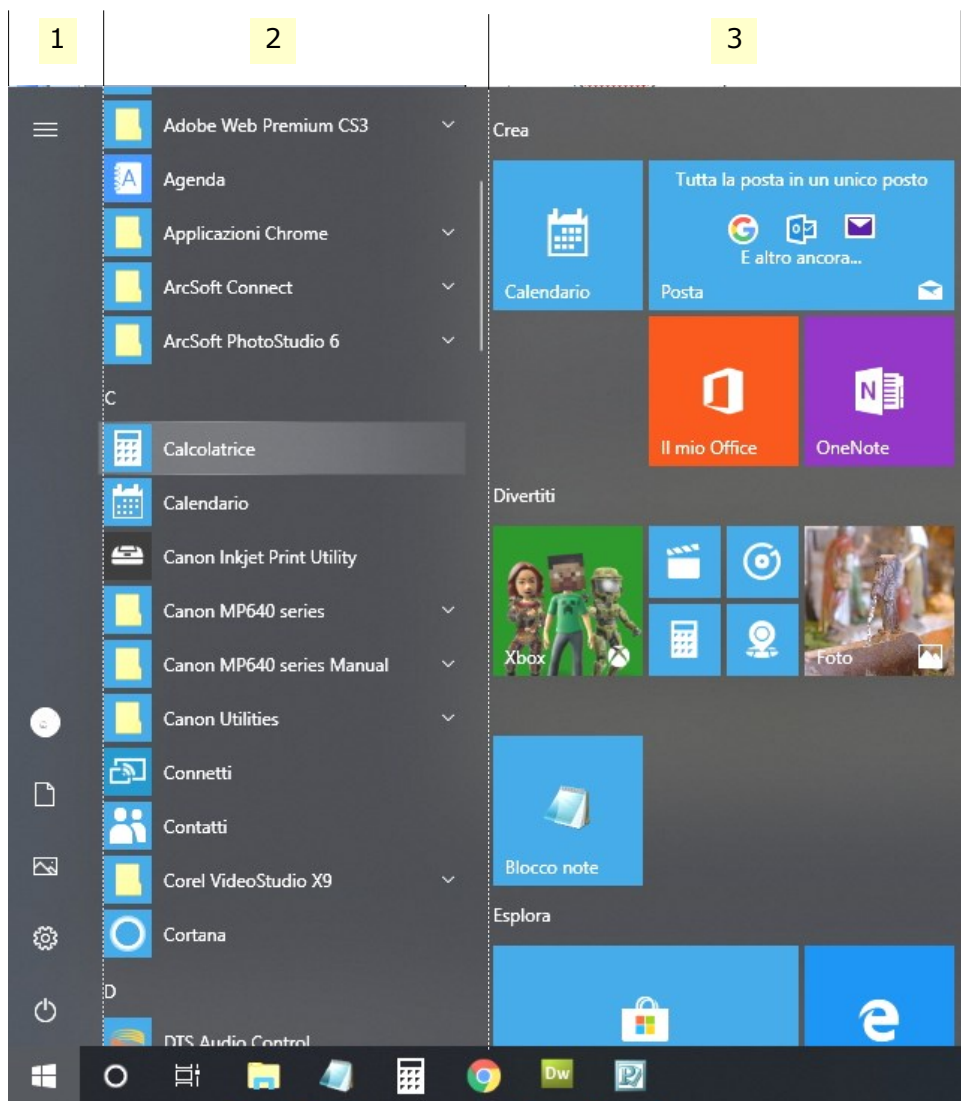 1
2
3
Adobe Web Premium CS3
Agenda
Applicazioni Chrome
ArcSoft Connect
ArcSoft PhotoStudio 6
C
Calcolatrice
Calendario
Canon Inkjet Print Utility
Canon MP640 series
Canon MP640 series Manual
Canon Utilities
Connetti
Contatti
Corel VideoStudio X9
Cortana
D
DTS Audio Control
Crea
Calendario
Tutta la posta in un unico posto
E altro ancora...
Posta
Il mio Office
OneNote
Divertiti
Xbox
Foto
Blocco note
Esplora
Dw